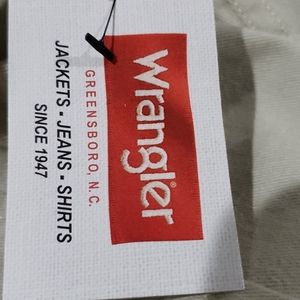 Wrangler®
GREENSBORO, N.C.
JACKETS • JEANS • SHIRTS
SINCE 1947